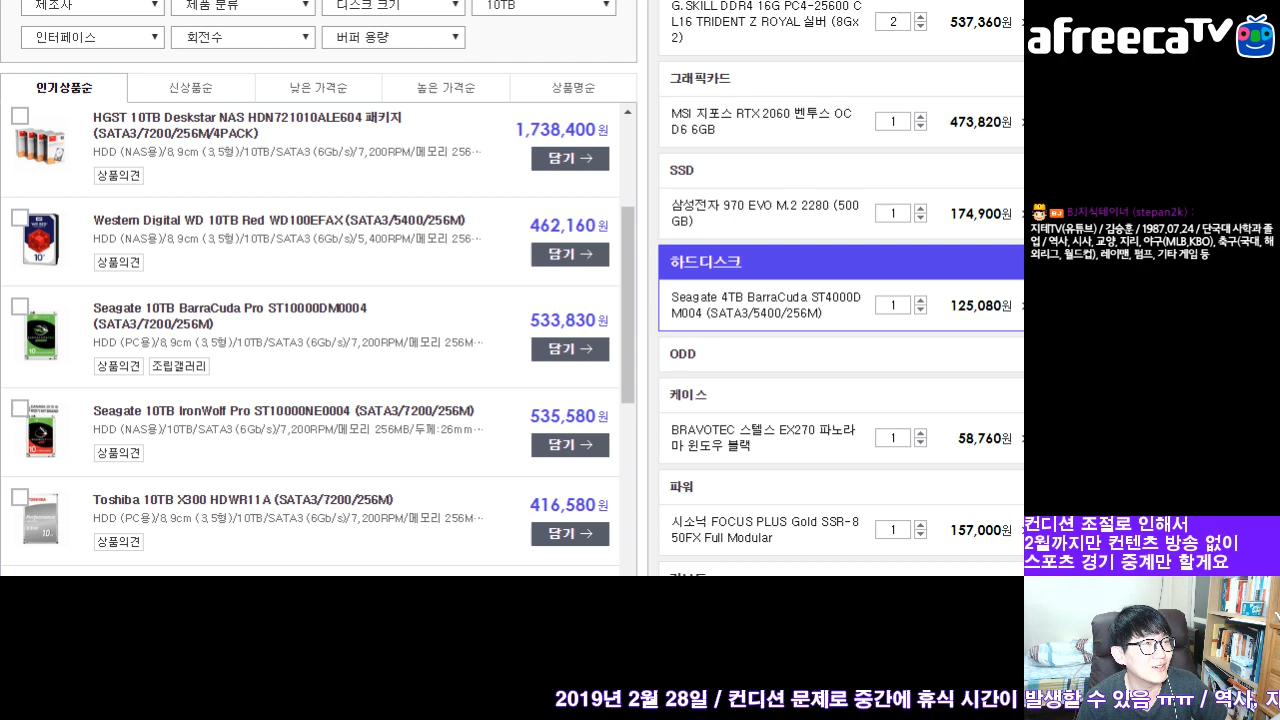 제조사
제품 분류
디스크 크기
10TB
인터페이스
회전수
버퍼 용량
인기상품순
신상품순
낮은 가격순
높은 가격순
상품명순
HGST 10TB Deskstar NAS HDN721010ALE604 패키지
(SATA3/7200/256M/4PACK)
HDD (NAS용)/8,9cm (3,5형)/10TB/SATA3 (6Gb/s)/7,200RPM/메모리 256…
상품의견
1,738,400원
담기 →
Western Digital WD 10TB Red WD100EFAX (SATA3/5400/256M)
HDD (NAS용)/8,9cm (3,5형)/10TB/SATA3 (6Gb/s)/5,400RPM/메모리 256…
상품의견
462,160원
담기 →
Seagate 10TB BarraCuda Pro ST10000DM0004
(SATA3/7200/256M)
HDD (PC용)/8,9cm (3,5형)/10TB/SATA3 (6Gb/s)/7,200RPM/메모리 256M…
상품의견
조립갤러리
533,830원
담기 →
Seagate 10TB IronWolf Pro ST10000NE0004 (SATA3/7200/256M)
HDD (NAS용)/10TB/SATA3 (6Gb/s)/7,200RPM/메모리 256MB/두께:26mm…
상품의견
535,580원
담기 →
Toshiba 10TB X300 HDWR11A (SATA3/7200/256M)
HDD (PC용)/8,9cm (3,5형)/10TB/SATA3 (6Gb/s)/7,200RPM/메모리 256M…
상품의견
416,580원
담기 →
G.SKILL DDR4 16G PC4-25600 C
L16 TRIDENT Z ROYAL 실버 (8Gx
2)
2
537,360원
그래픽카드
MSI 지포스 RTX 2060 벤투스 OC
D6 6GB
1
473,820원
SSD
삼성전자 970 EVO M.2 2280 (500
GB)
1
174,900원
하드디스크
Seagate 4TB BarraCuda ST4000D
M004 (SATA3/5400/256M)
1
125,080원
ODD
케이스
BRAVOTEC 스텔스 EX270 파노라
마 윈도우 블랙
1
58,760원
파워
시소닉 FOCUS PLUS Gold SSR-8
50FX Full Modular
1
157,000원
afreecaTV
BJ BJ지식테이너 (stepan2k) :
지테TV(유튜브) / 김승훈 / 1987.07.24 / 단국대 사학과 졸
업 / 역사, 시사, 교양, 지리, 야구(MLB,KBO), 축구(국대, 해
외리그, 월드컵), 레이맨, 펌프, 기타 게임 등
컨디션 조절로 인해서
2월까지만 컨텐츠 방송 없이
스포츠 경기 중계만 할게요
2019년 2월 28일 / 컨디션 문제로 중간에 휴식 시간이 발생할 수 있음 ㅠㅠ / 역사, 지